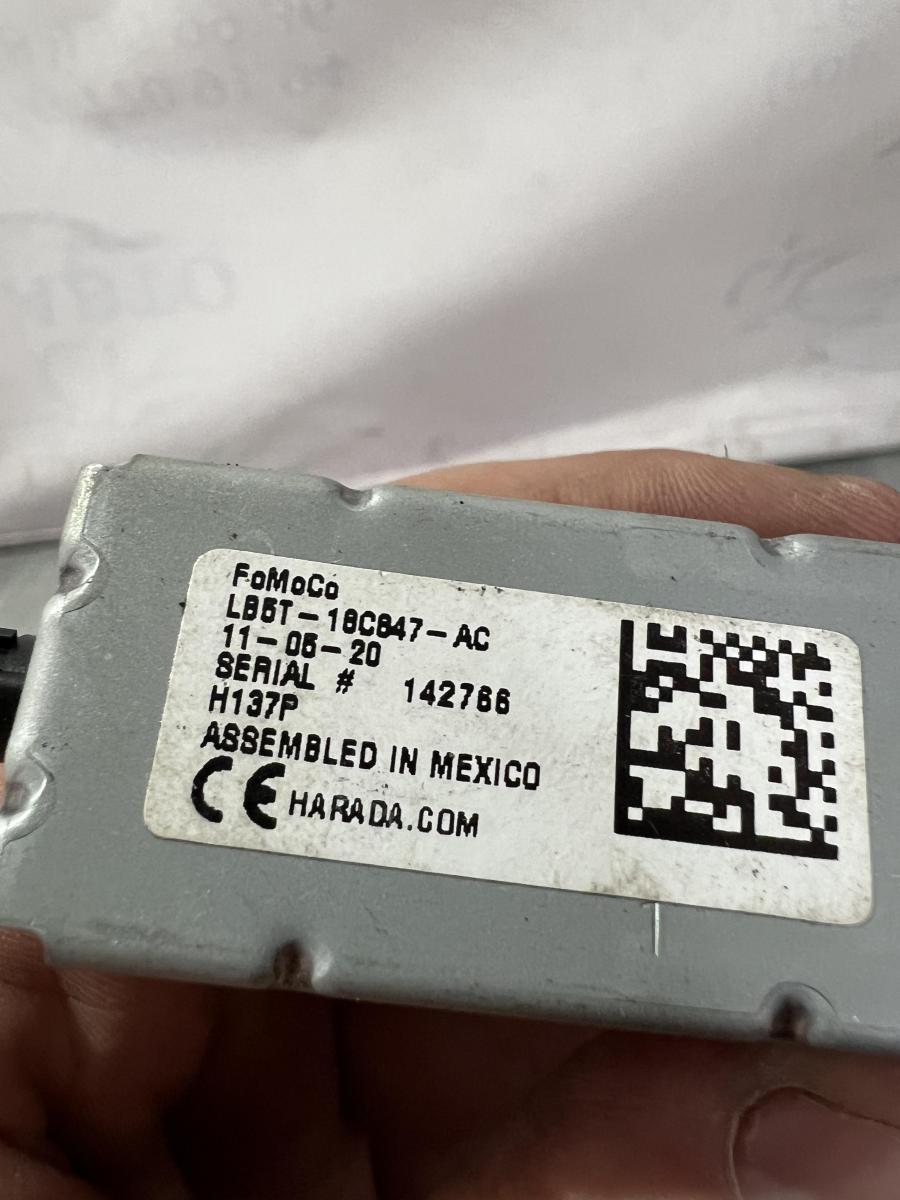 FoMoCo
LB5T-18C847-AC
11-05-20
SERIAL # 142766
H137P
ASSEMBLED IN MEXICO
CE HARADA.COM